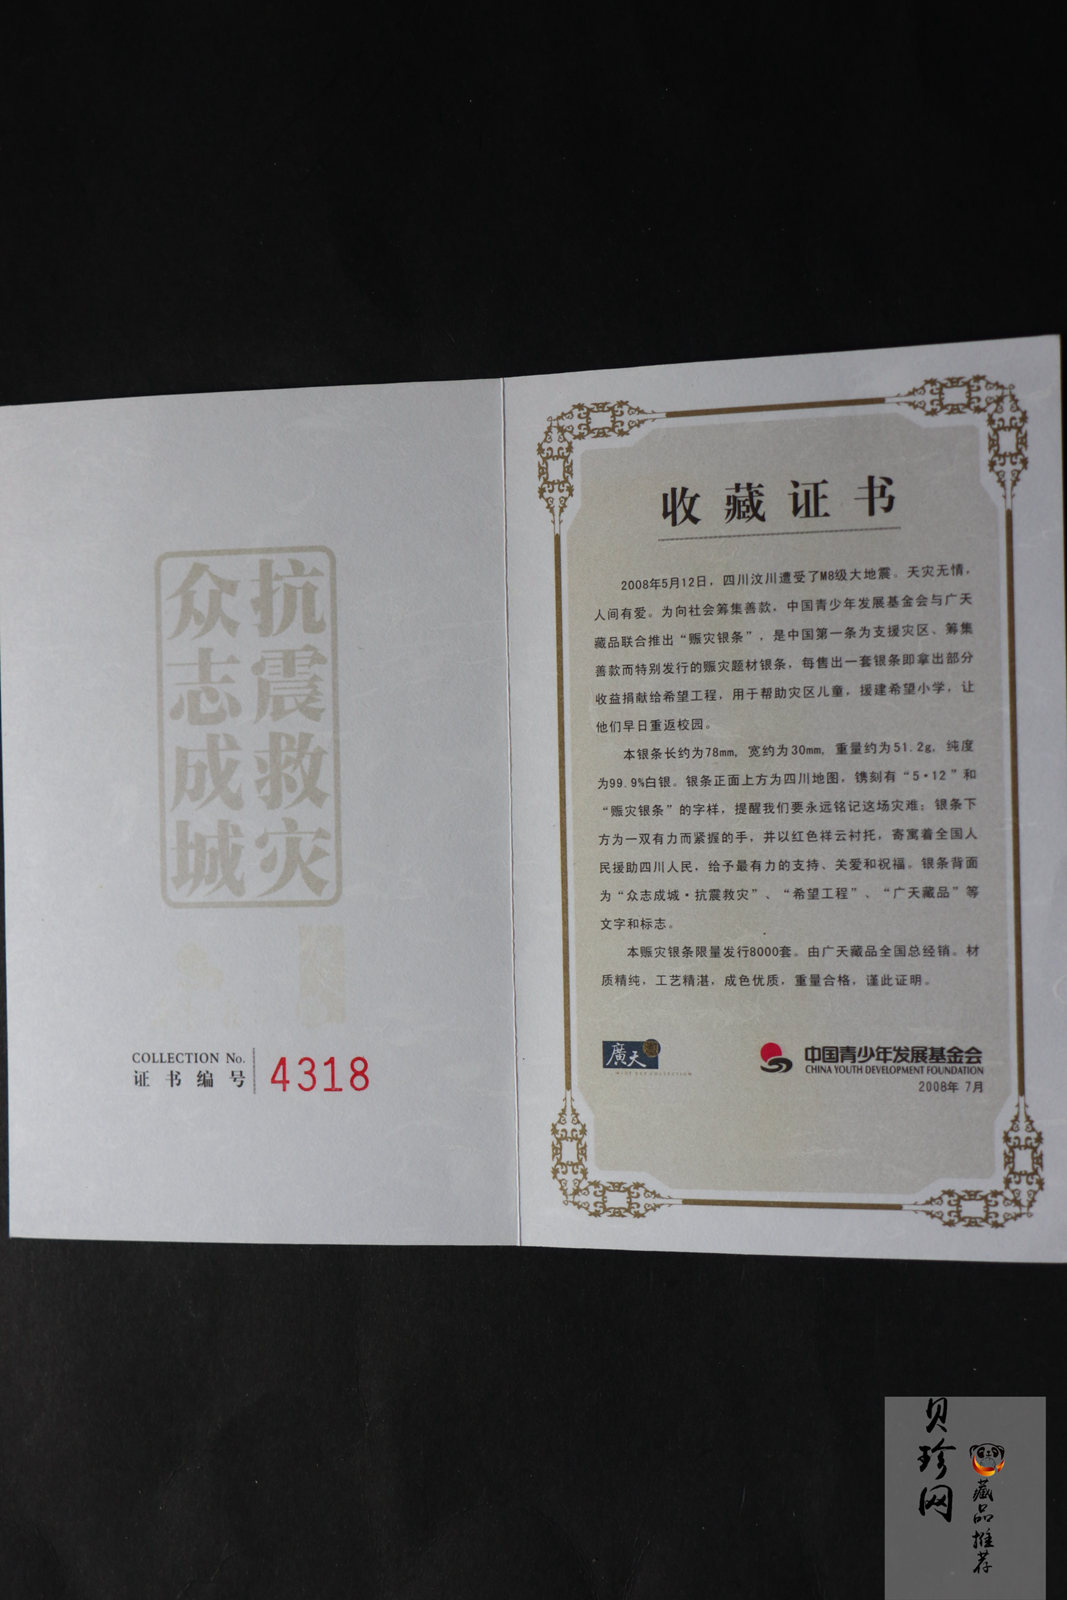 抗震救灾
众志成城
COLLECTION No.
证书编号
4318
收藏证书
2008年5月12日，四川汶川遭受了M8级大地震。天灾无情，
人间有爱。为向社会筹集善款，中国青少年发展基金会与广天
藏品联合推出“赈灾银条”，是中国第一条为支援灾区、筹集
善款而特别发行的赈灾题材银条，每售出一套银条即拿出部分
收益捐献给希望工程，用于帮助灾区儿童，援建希望小学，让
他们早日重返校园。
本银条长约为78mm，宽约为30mm，重量约为51.2g，纯度
为99.9%白银。银条正面上方为四川地图，镌刻有“5·12”和
“赈灾银条”的字样，提醒我们要永远铭记这场灾难；银条下
方为一双有力而紧握的手，并以红色祥云衬托，寄寓着全国人
民援助四川人民，给予最有力的支持、关爱和祝福。银条背面
为“众志成城·抗震救灾”、“希望工程”、“广天藏品”等
文字和标志。
本赈灾银条限量发行8000套。由广天藏品全国总经销。材
质精纯，工艺精湛，成色优质，重量合格，谨此证明。
廣天
中国青少年发展基金会
CHINA YOUTH DEVELOPMENT FOUNDATION
2008年 7月
贝珍网
藏品推荐